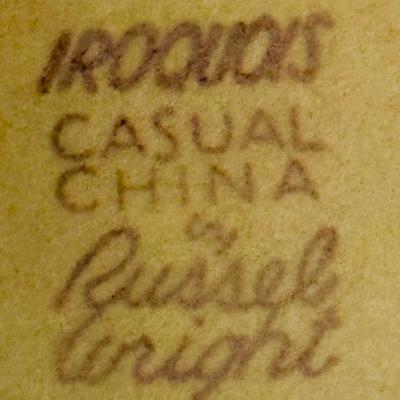 IROQUOIS
CASUAL
CHINA
by
Russel
Wright